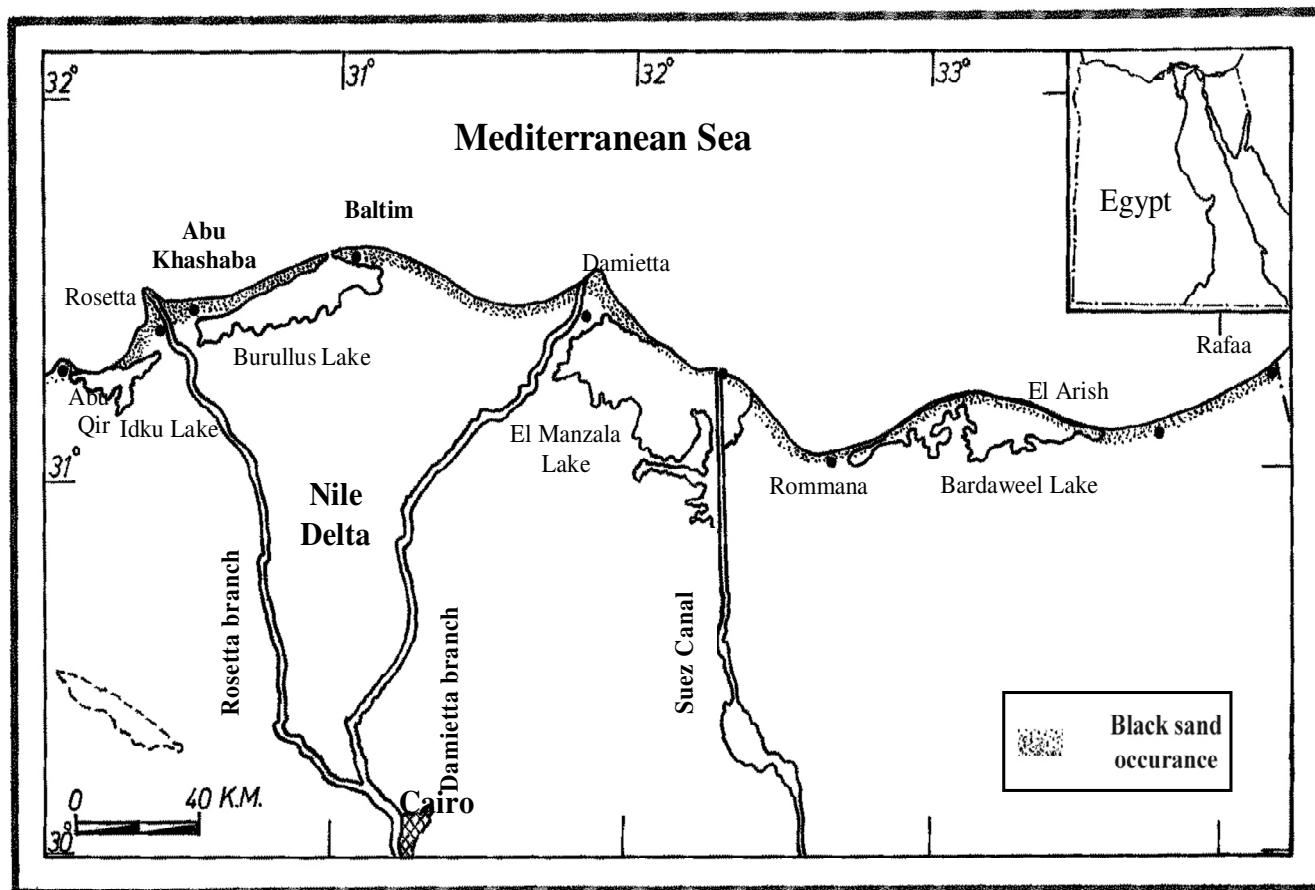 32°
31°
32°
33°
Mediterranean Sea
Egypt
Baltim
Abu
Khashaba
Damietta
Rosetta
Rafaa
Burullus Lake
El Arish
Abu
Qir
Idku Lake
El Manzala
Lake
31°
Rommana
Bardaweel Lake
Nile
Delta
Rosetta branch
Damietta branch
Suez Canal
Black sand
occurance
0
40 K.M.
Cairo
30°